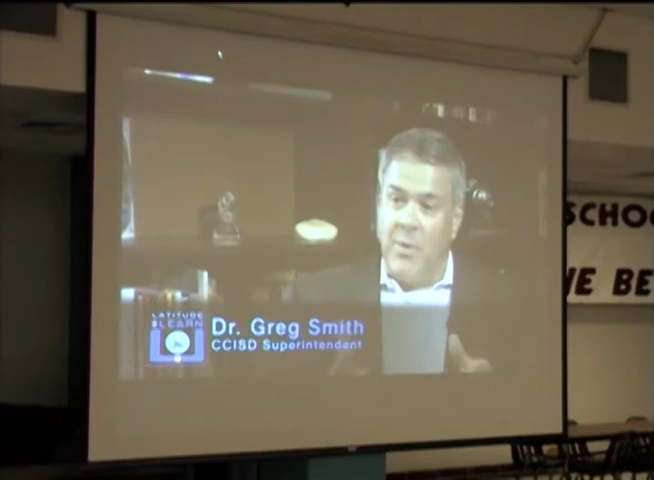 LATITUDE
LEARN
Dr. Greg Smith
CCISD Superintendent
SCHOO
BE